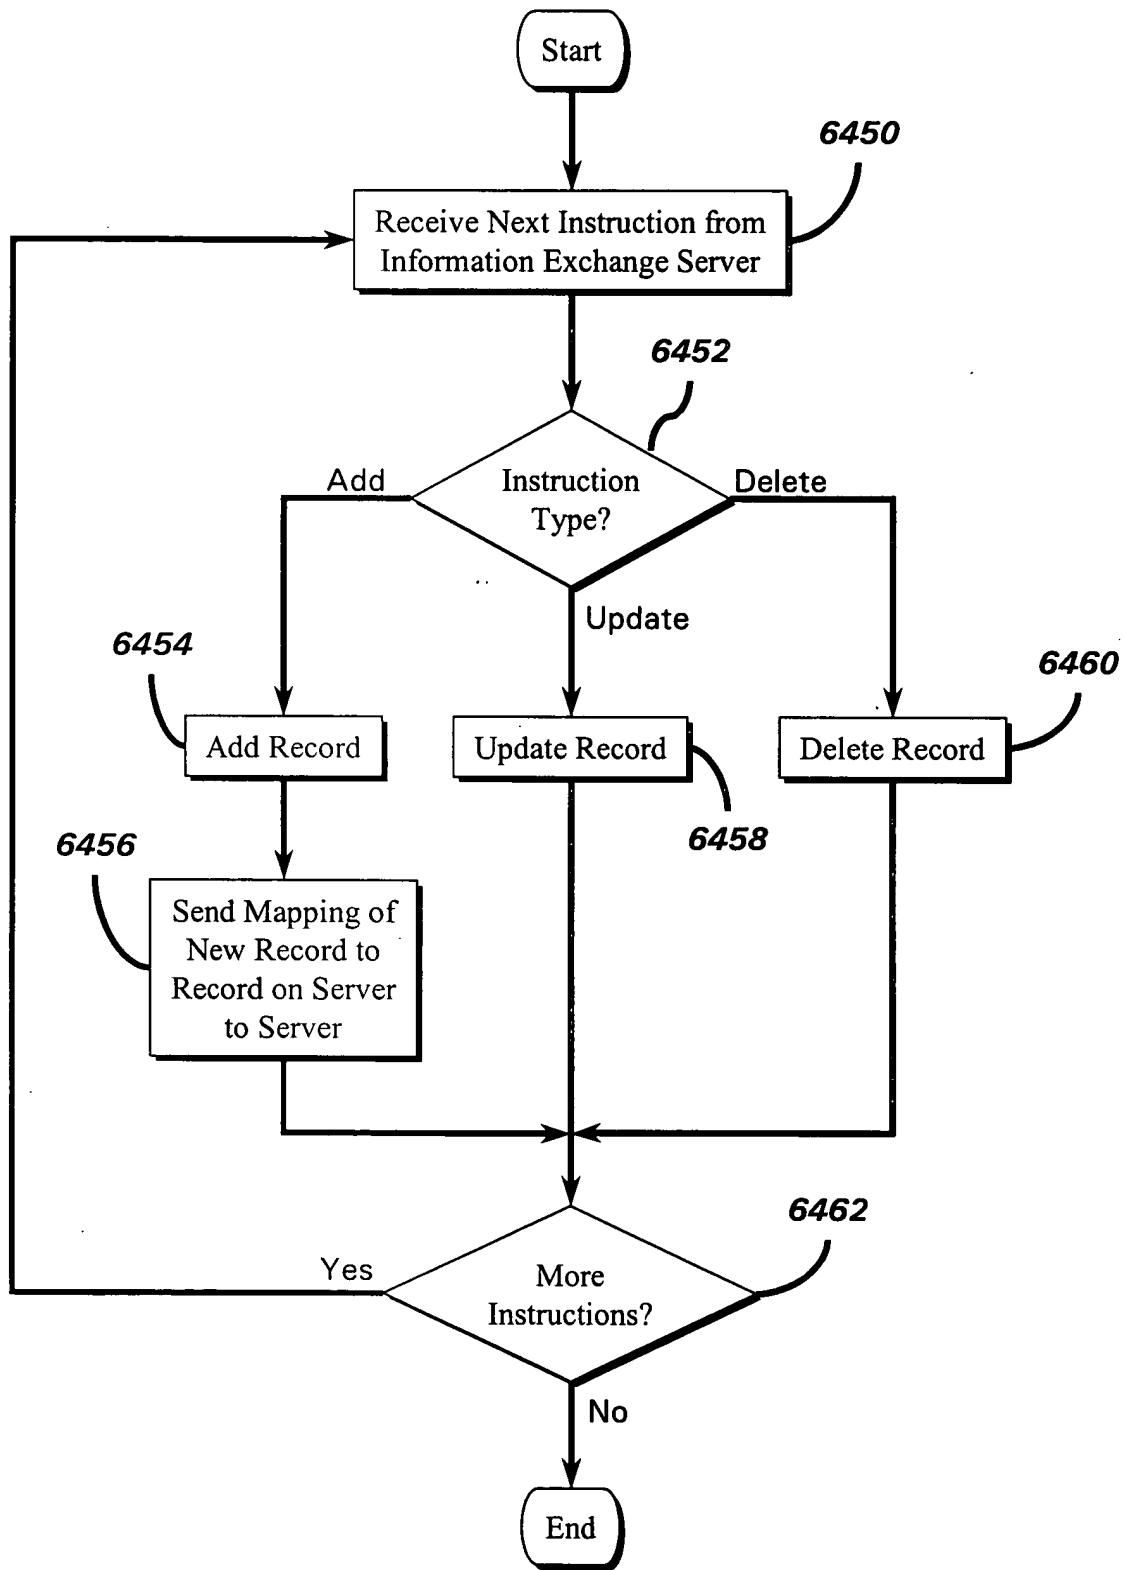 Start
6450
Receive Next Instruction from
Information Exchange Server
6452
Add
Instruction
Type?
Delete
Update
6454
6460
Add Record
Update Record
Delete Record
6458
6456
Send Mapping of
New Record to
Record on Server
to Server
6462
Yes
More
Instructions?
No
End